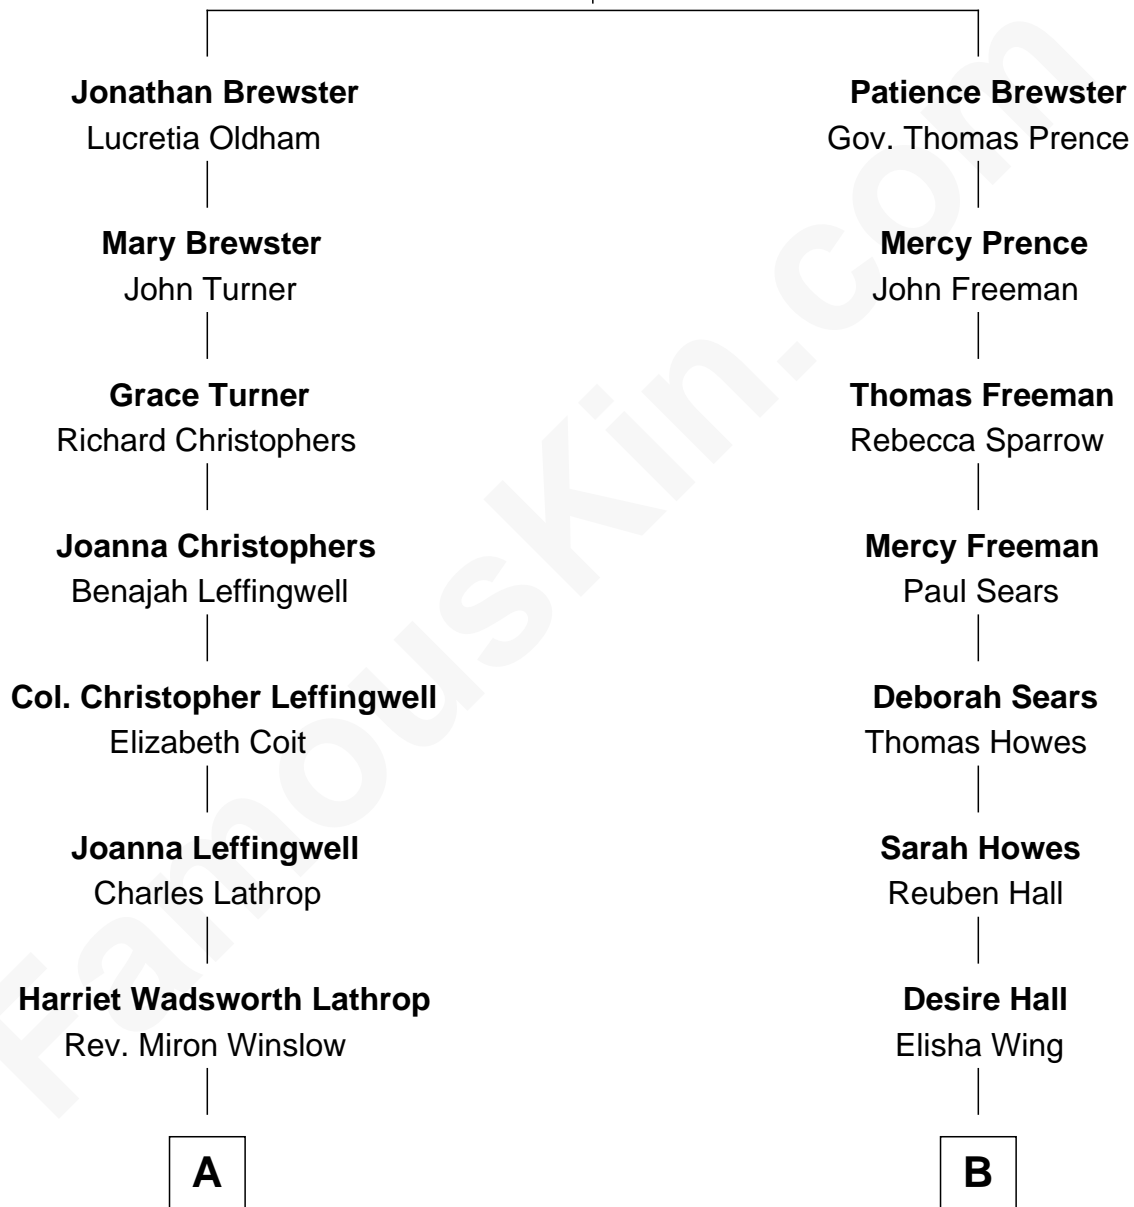 Jonathan Brewster
Lucretia Oldham
Patience Brewster
Gov. Thomas Prence
Mary Brewster
John Turner
Mercy Prence
John Freeman
Grace Turner
Richard Christophers
Thomas Freeman
Rebecca Sparrow
Joanna Christophers
Benajah Leffingwell
Mercy Freeman
Paul Sears
Col. Christopher Leffingwell
Elizabeth Coit
Deborah Sears
Thomas Howes
Joanna Leffingwell
Charles Lathrop
Sarah Howes
Reuben Hall
Harriet Wadsworth Lathrop
Rev. Miron Winslow
Desire Hall
Elisha Wing
A
B
FamousKin.com